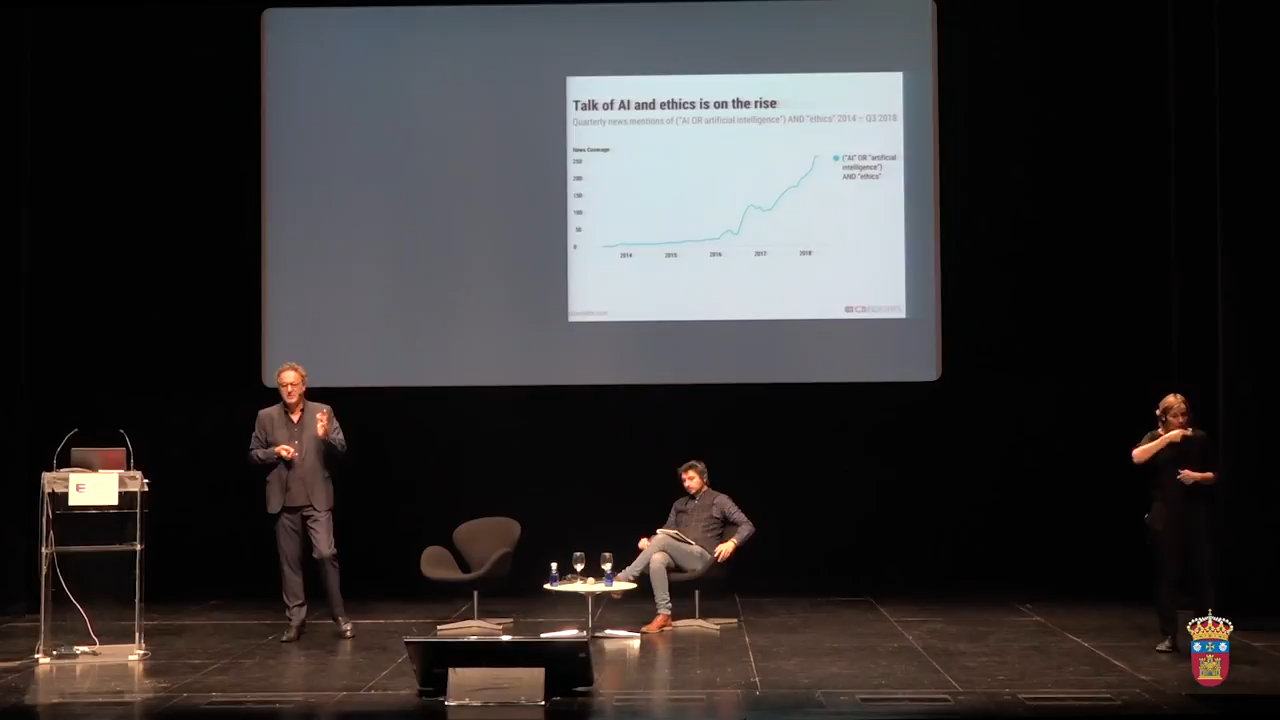 Talk of AI and ethics is on the rise
Quarterly news mentions of ("AI OR artificial intelligence") AND "ethics" 2014 – Q3'2018
News Coverage
250
200
150
100
50
0
2014
2015
2016
2017
2018
("AI" OR "artificial
intelligence")
AND "ethics"
CBINSIGHTS